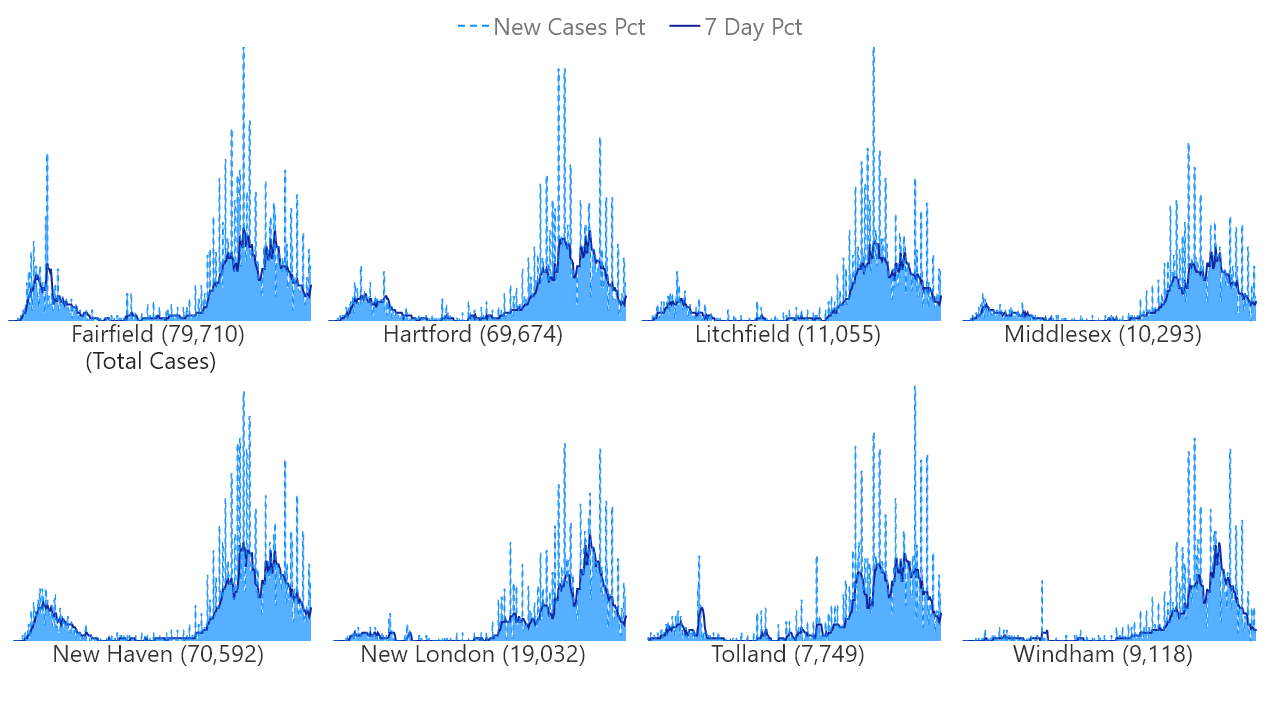 New Cases Pct 7 Day Pct
Fairfield (79,710) Hartford (69,674) Litchfield (11,055) Middlesex (10,293)
(Total Cases)
New Haven (70,592) New London (19,032) Tolland (7,749) Windham (9,118)